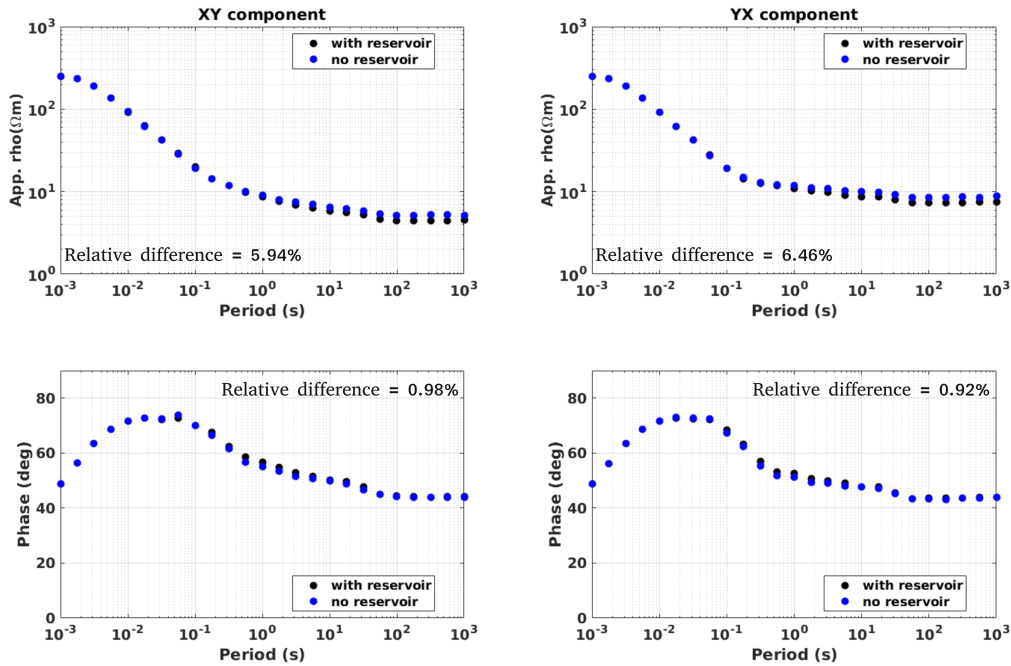 XY component
App. rho(Ωm)
10^3
10^2
10^1
10^0
with reservoir
no reservoir
Relative difference = 5.94%
10^-3 10^-2 10^-1 10^0 10^1 10^2 10^3
Period (s)
YX component
App. rho(Ωm)
10^3
10^2
10^1
10^0
with reservoir
no reservoir
Relative difference = 6.46%
10^-3 10^-2 10^-1 10^0 10^1 10^2 10^3
Period (s)
Phase (deg)
80
60
40
20
0
Relative difference = 0.98%
with reservoir
no reservoir
10^-3 10^-2 10^-1 10^0 10^1 10^2 10^3
Period (s)
Phase (deg)
80
60
40
20
0
Relative difference = 0.92%
with reservoir
no reservoir
10^-3 10^-2 10^-1 10^0 10^1 10^2 10^3
Period (s)